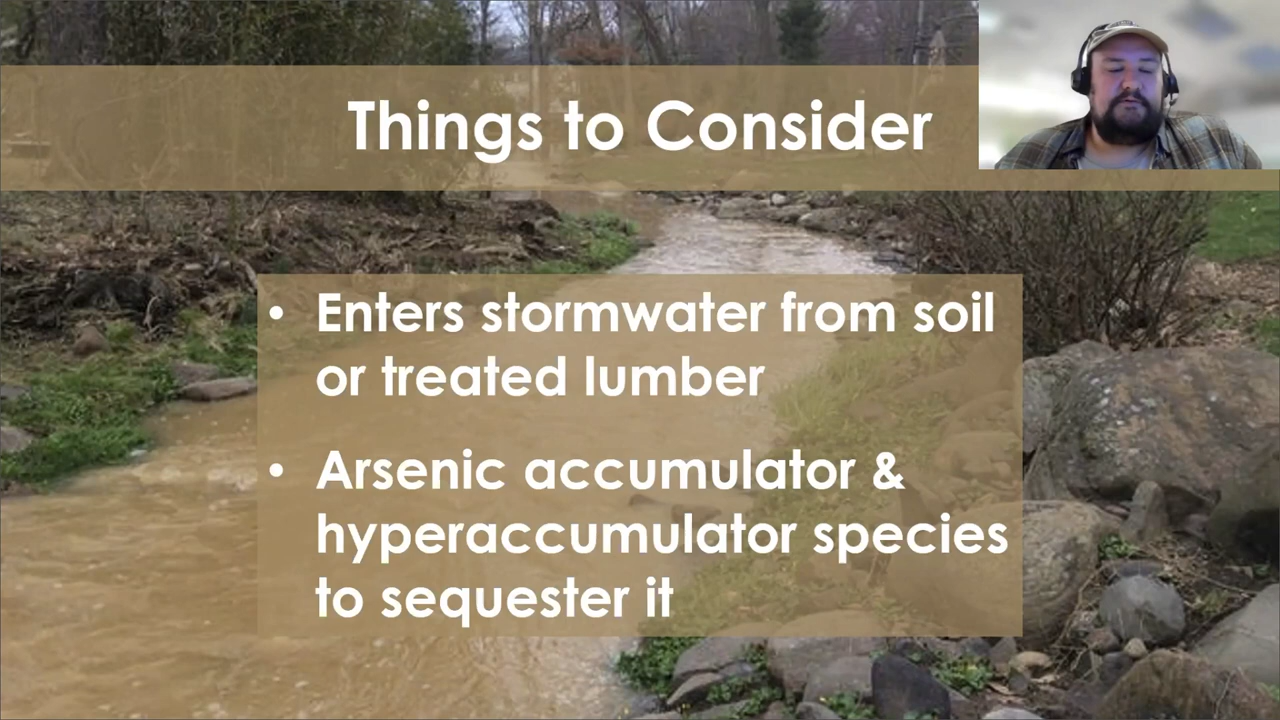 Things to Consider
• Enters stormwater from soil
or treated lumber
• Arsenic accumulator &
hyperaccumulator species
to sequester it